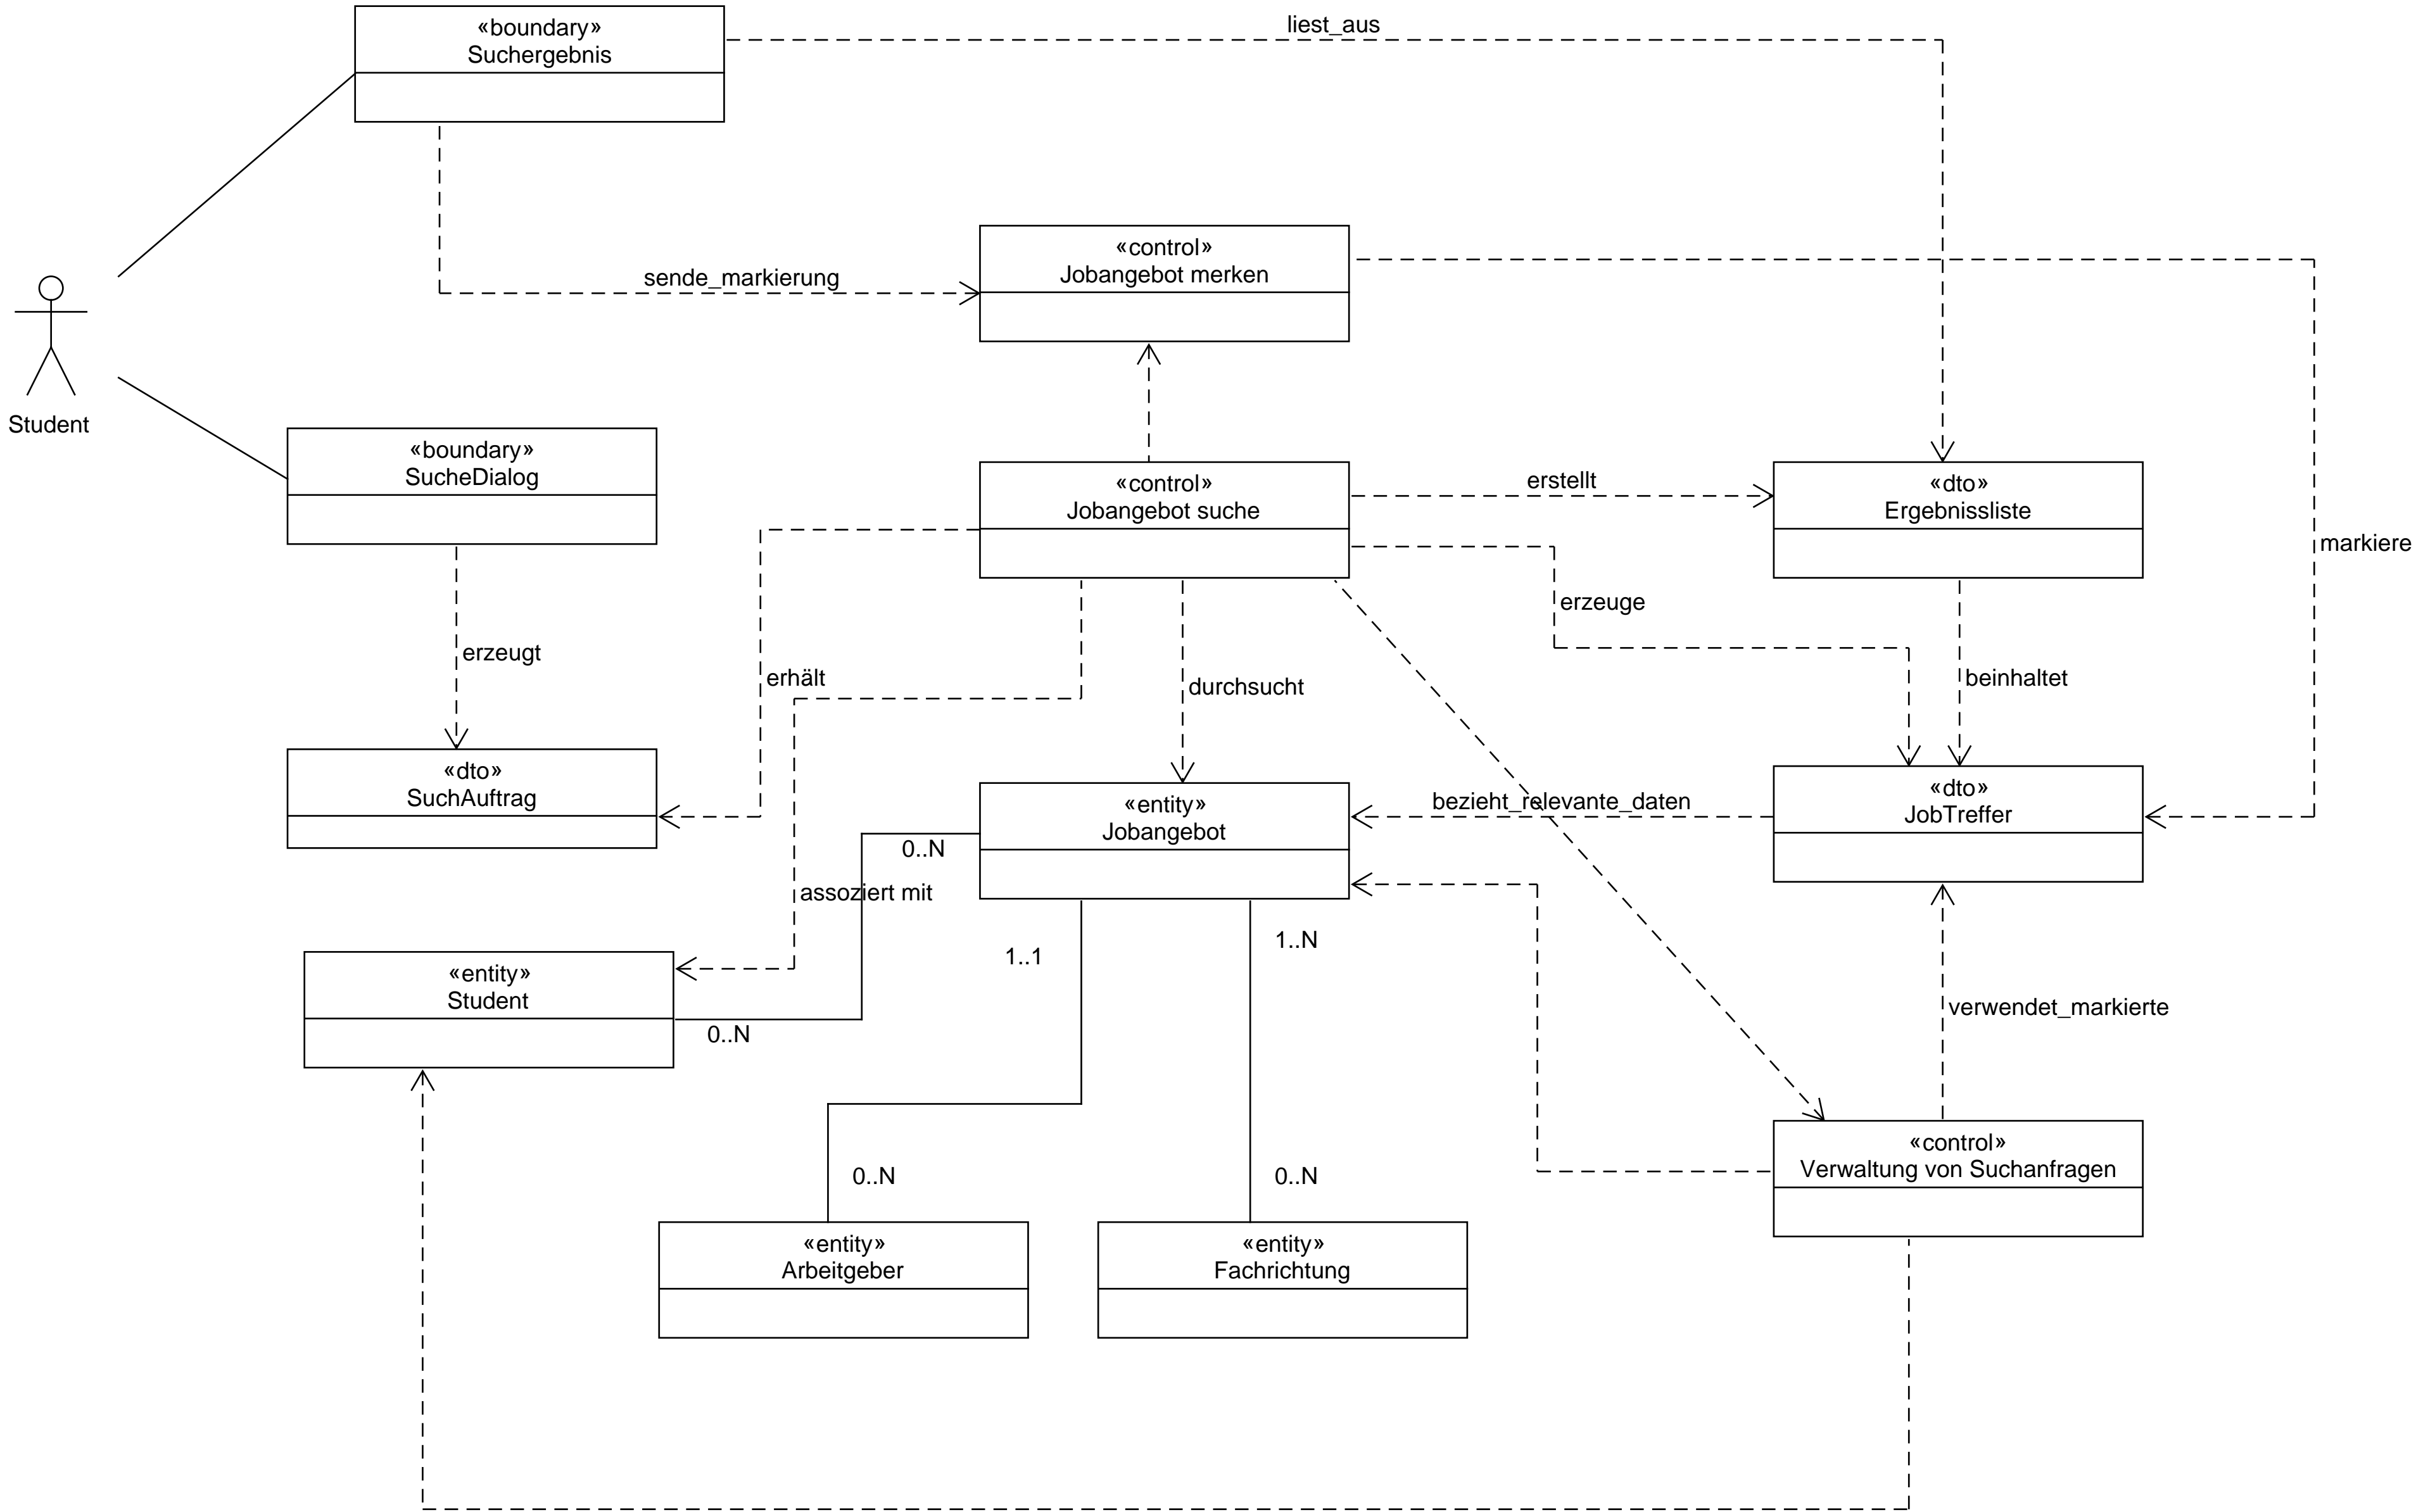 «boundary»
Suchergebnis
liest_aus
«control»
Jobangebot merken
sende_markierung
Student
«boundary»
SucheDialog
«control»
Jobangebot suche
erstellt
«dto»
Ergebnissliste
markiere
erzeuge
erzeugt
erhält
durchsucht
beinhaltet
«dto»
SuchAuftrag
«entity»
Jobangebot
bezieht_relevante_daten
«dto»
JobTreffer
0..N
assoziert mit
1..1
1..N
«entity»
Student
0..N
verwendet_markierte
«control»
Verwaltung von Suchanfragen
0..N
0..N
«entity»
Arbeitgeber
«entity»
Fachrichtung